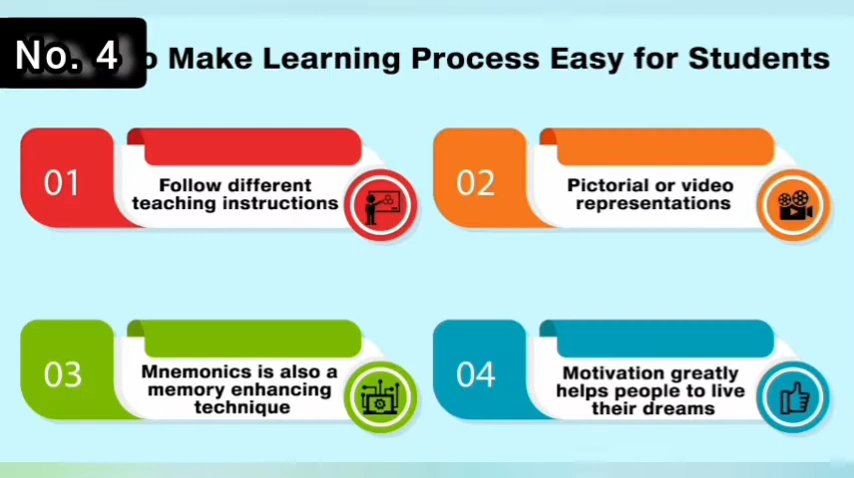 No. 4
Make Learning Process Easy for Students
01
Follow different
teaching instructions
02
Pictorial or video
representations
03
Mnemonics is also a
memory enhancing
technique
04
Motivation greatly
helps people to live
their dreams